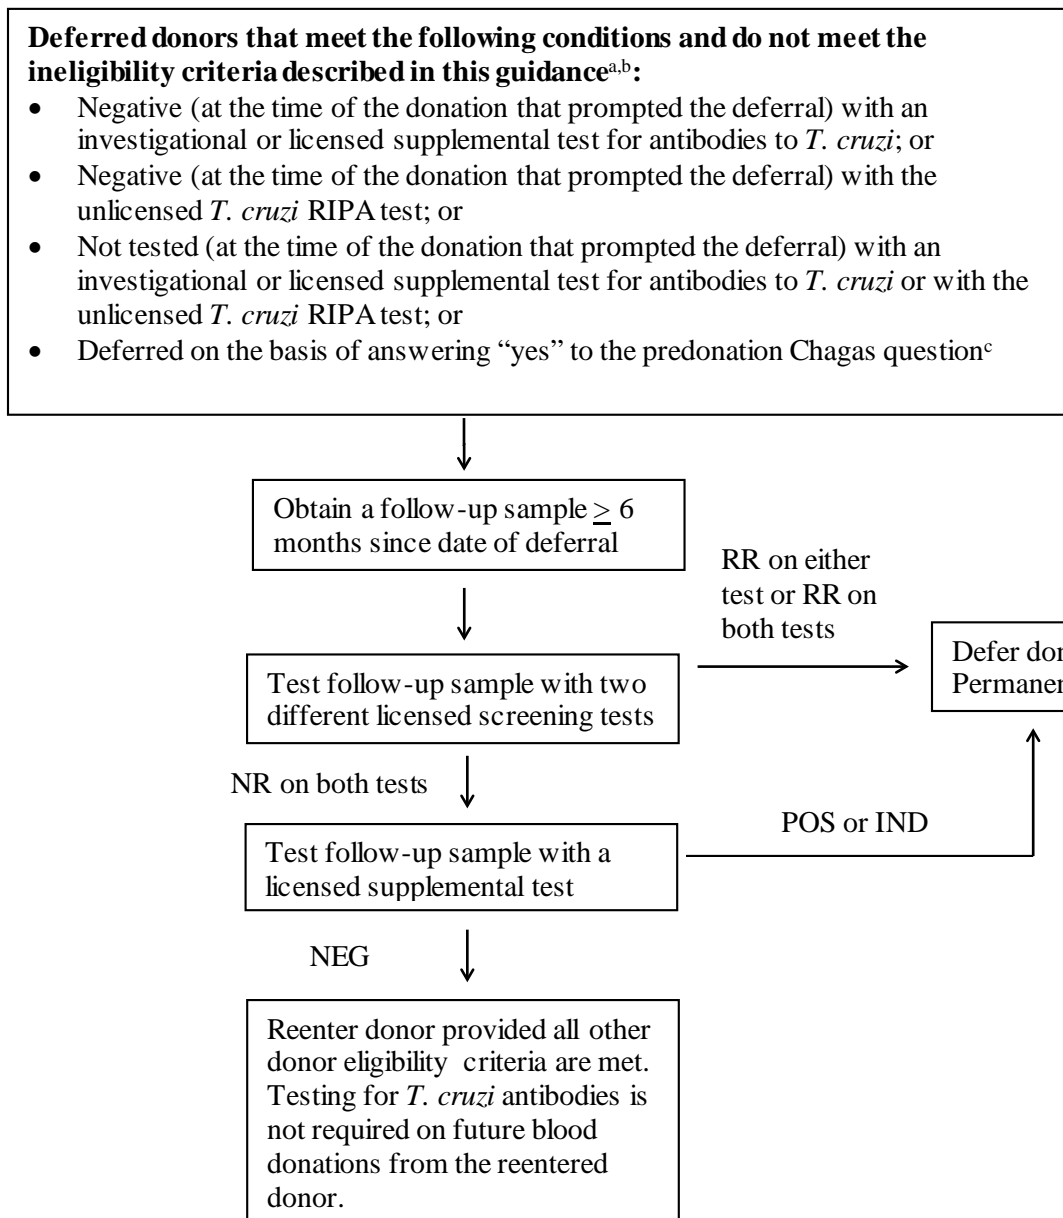 Deferred donors that meet the following conditions and do not meet the
ineligibility criteria described in this guidanceᵃ,ᵇ:
• Negative (at the time of the donation that prompted the deferral) with an
investigational or licensed supplemental test for antibodies to T. cruzi; or
• Negative (at the time of the donation that prompted the deferral) with the
unlicensed T. cruzi RIPA test; or
• Not tested (at the time of the donation that prompted the deferral) with an
investigational or licensed supplemental test for antibodies to T. cruzi or with the
unlicensed T. cruzi RIPA test; or
• Deferred on the basis of answering “yes” to the predonation Chagas questionᶜ
Obtain a follow-up sample ≥ 6
months since date of deferral
RR on either
test or RR on
both tests
Test follow-up sample with two
different licensed screening tests
Defer
NR on both tests
POS or IND
Test follow-up sample with a
licensed supplemental test
NEG
Reenter donor provided all other
donor eligibility criteria are met.
Testing for T. cruzi antibodies is
not required on future blood
donations from the reentered
donor.